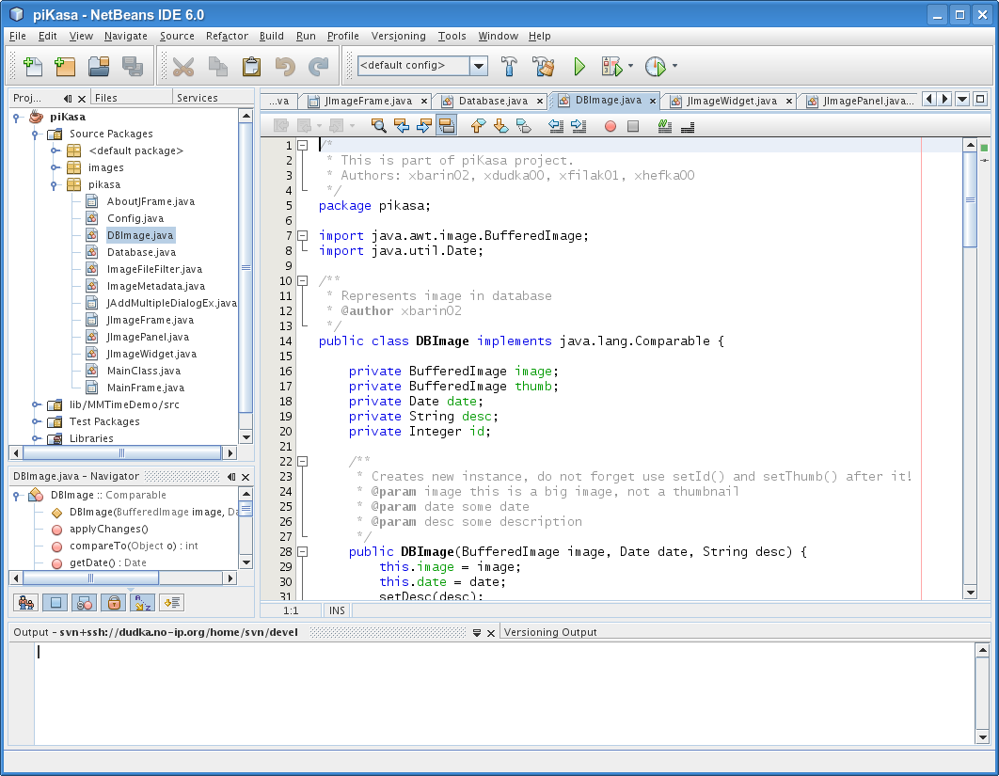 piKasa - NetBeans IDE 6.0
File Edit View Navigate Source Refactor Build Run Profile Versioning Tools Window Help
<default config>
Proj... Files Services
piKasa
Source Packages
<default package>
images
pikasa
AboutJFrame.java
Config.java
DBImage.java
Database.java
ImageFileFilter.java
ImageMetadata.java
JAddMultipleDialogEx.java
JImageFrame.java
JImagePanel.java
JImageWidget.java
MainClass.java
MainFrame.java
lib/MMTimeDemo/src
Test Packages
Libraries
DBImage.java - Navigator
DBImage :: Comparable
DBImage(BufferedImage image, Da
applyChanges()
compareTo(Object o) : int
getDate() : Date
...va JImageFrame.java Database.java DBImage.java JImageWidget.java JImagePanel.java...
1 /*
2  * This is part of piKasa project.
3  * Authors: xbarin02, xdudka00, xfilak01, xhefka00
4  */
5 package pikasa;
6
7 import java.awt.image.BufferedImage;
8 import java.util.Date;
9
10 /**
11  * Represents image in database
12  * @author xbarin02
13  */
14 public class DBImage implements java.lang.Comparable {
15
16     private BufferedImage image;
17     private BufferedImage thumb;
18     private Date date;
19     private String desc;
20     private Integer id;
21
22     /**
23      * Creates new instance, do not forget use setId() and setThumb() after it!
24      * @param image this is a big image, not a thumbnail
25      * @param date some date
26      * @param desc some description
27      */
28     public DBImage(BufferedImage image, Date date, String desc) {
29         this.image = image;
30         this.date = date;
31         setDesc(desc);
1:1 INS
Output - svn+ssh://dudka.no-ip.org/home/svn/devel
Versioning Output